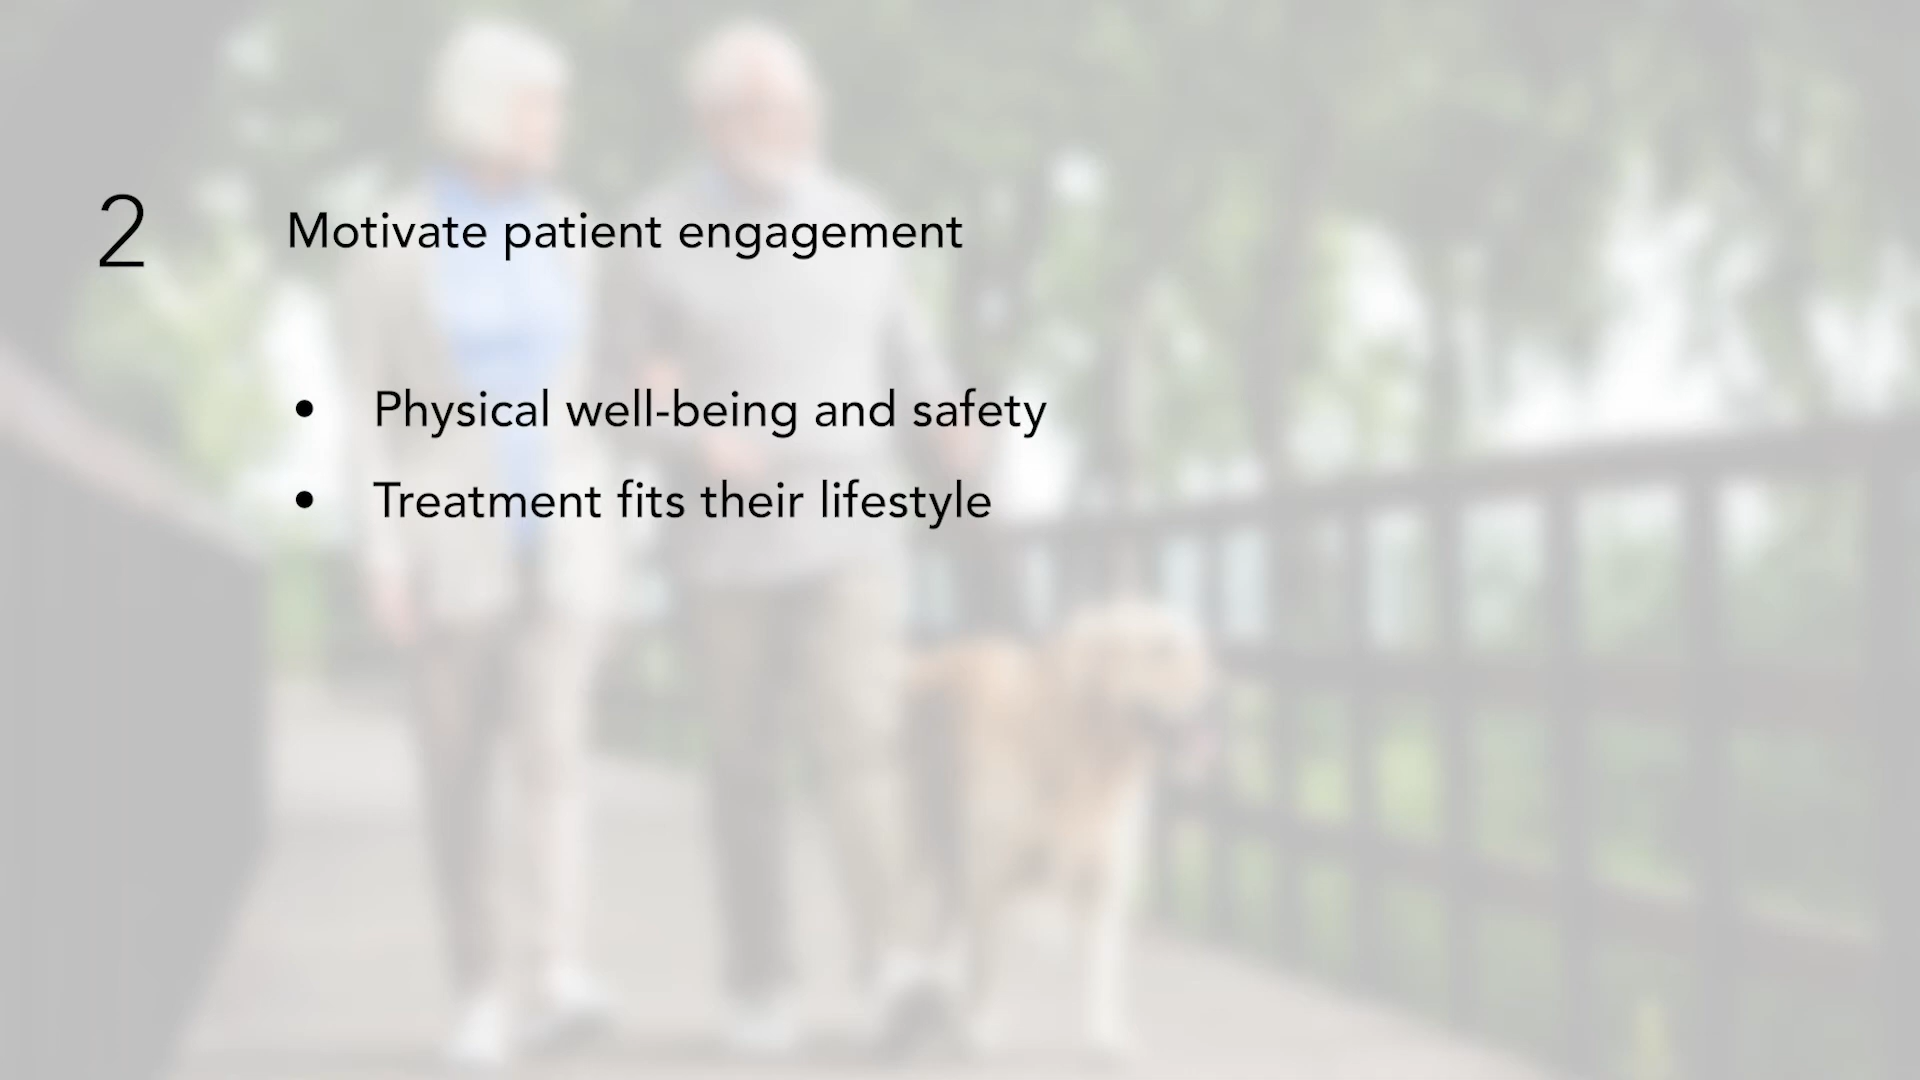 2 Motivate patient engagement
• Physical well-being and safety
• Treatment fits their lifestyle